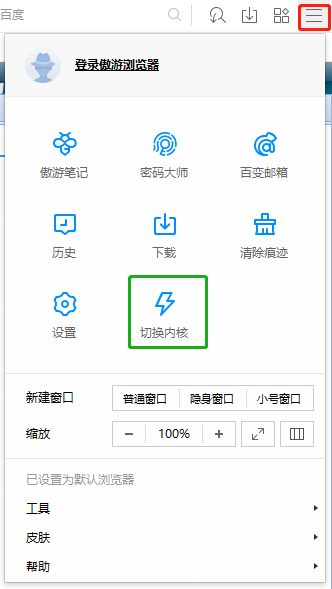 百度
登录傲游浏览器
傲游笔记 密码大师 百变邮箱
历史 下载 清除痕迹
设置 切换内核
新建窗口 普通窗口 隐身窗口 小号窗口
缩放 − 100% +
已设置为默认浏览器
工具
皮肤
帮助